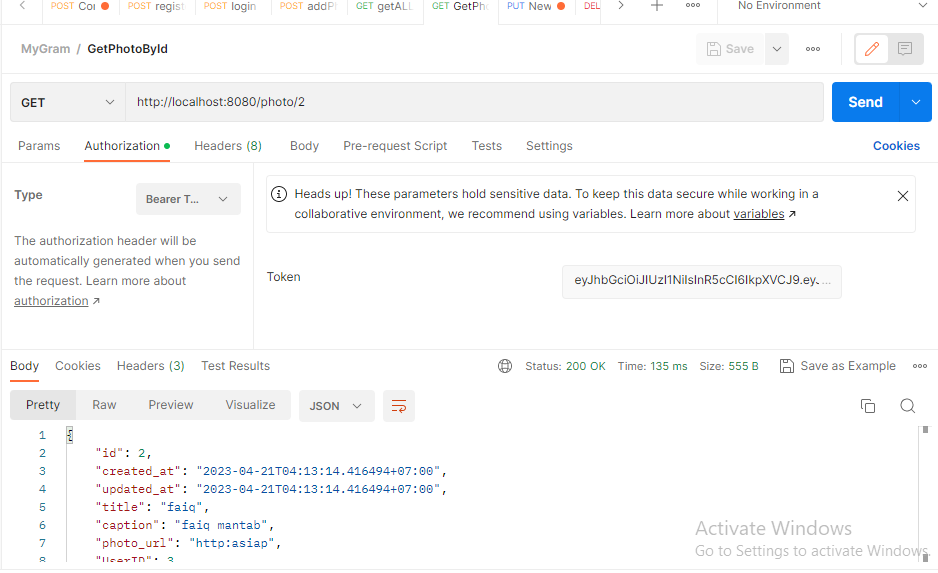 POST Cor POST regist POST login POST addPh GET getALL GET GetPho PUT New DEL No Environment
MyGram / GetPhotoById Save
GET http://localhost:8080/photo/2 Send
Params Authorization Headers (8) Body Pre-request Script Tests Settings Cookies
Type Bearer T...
Heads up! These parameters hold sensitive data. To keep this data secure while working in a
collaborative environment, we recommend using variables. Learn more about variables ↗
The authorization header will be
automatically generated when you send
the request. Learn more about
authorization ↗
Token eyJhbGciOiJIUzI1NiIsInR5cCI6IkpXVCJ9.eyJ...
Body Cookies Headers (3) Test Results Status: 200 OK Time: 135 ms Size: 555 B Save as Example
Pretty Raw Preview Visualize JSON
1 {
2 "id": 2,
3 "created_at": "2023-04-21T04:13:14.416494+07:00",
4 "updated_at": "2023-04-21T04:13:14.416494+07:00",
5 "title": "faiq",
6 "caption": "faiq mantab",
7 "photo_url": "http:asiap",
8 "UserID": 3
Activate Windows
Go to Settings to activate Windows.